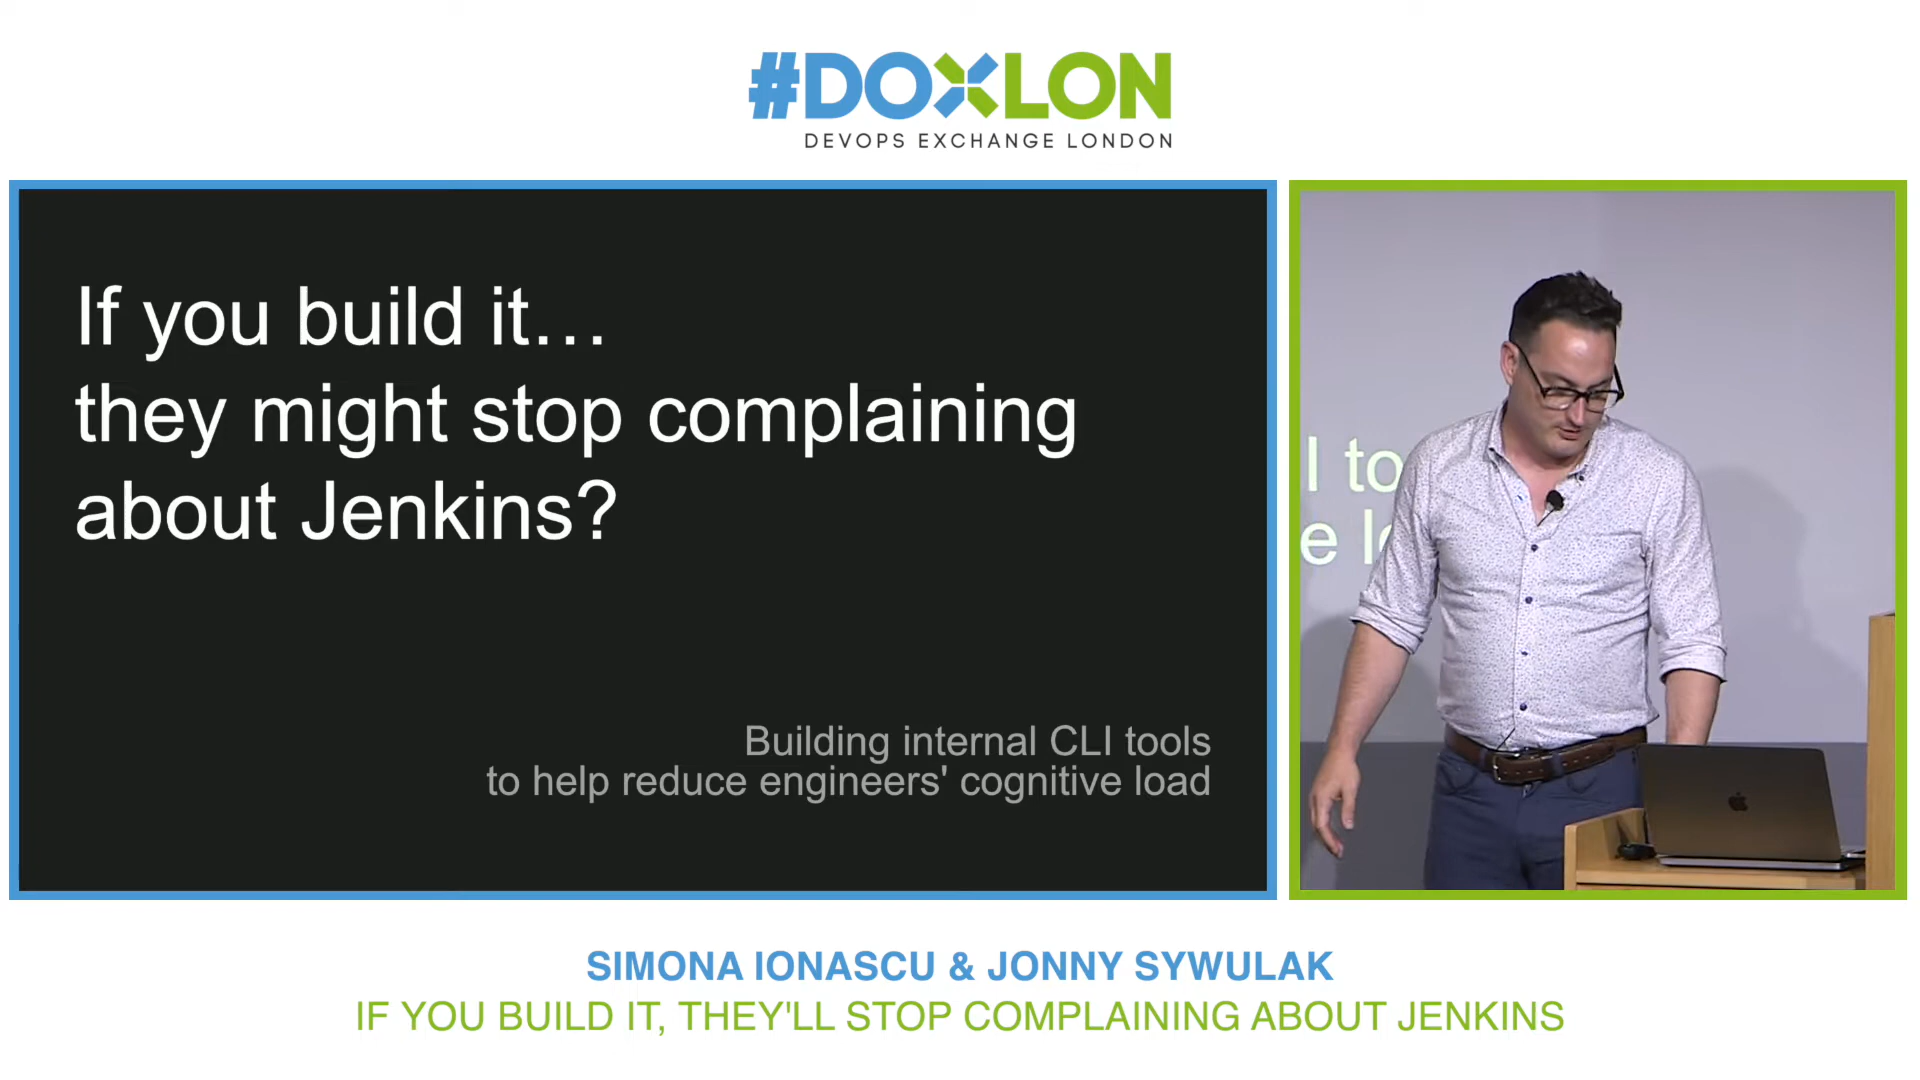 #DOXLON
DEVOPS EXCHANGE LONDON
If you build it...
they might stop complaining
about Jenkins?
Building internal CLI tools
to help reduce engineers' cognitive load
l to
e lo
SIMONA IONASCU & JONNY SYWULAK
IF YOU BUILD IT, THEY'LL STOP COMPLAINING ABOUT JENKINS